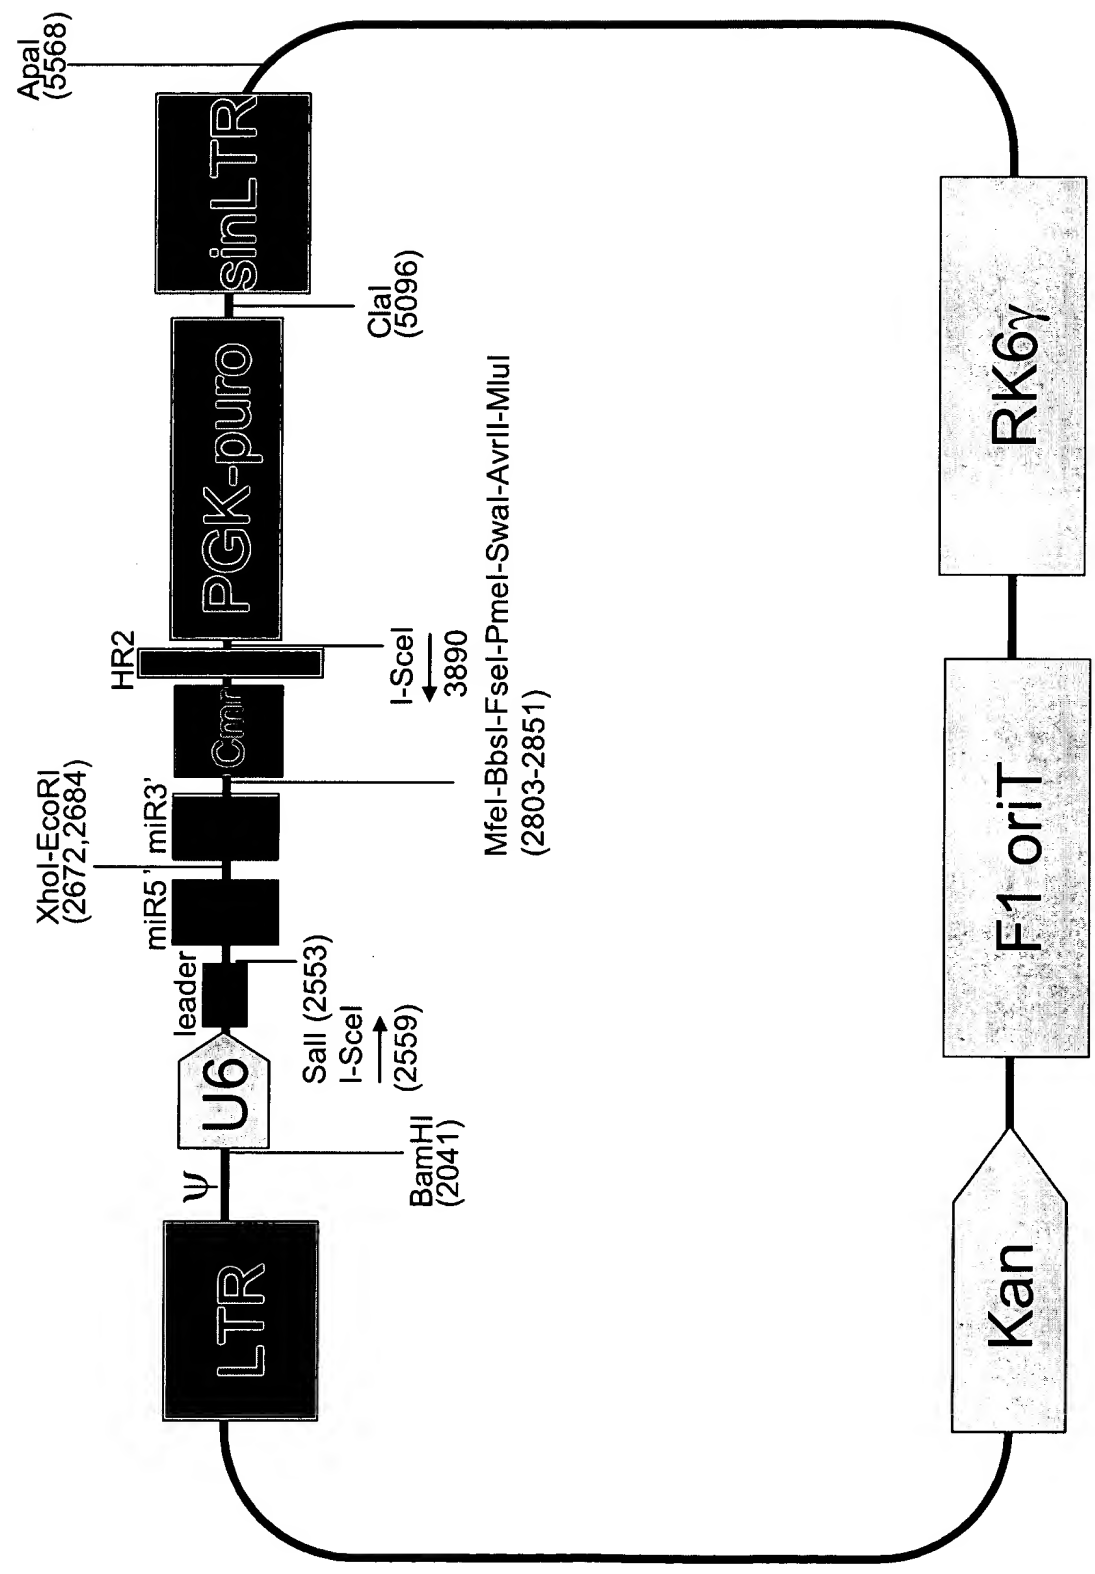 HR2
XhoI-EcoRI
(2672,2684)
ApaI
(5568)
leader
miR5'
miR3'
LTR
Ψ
U6
Cmr
PGK-puro
sinLTR
BamHI
(2041)
SalI (2553)
I-SceI
(2559)
I-SceI
3890
ClaI
(5096)
MfeI-BbsI-FseI-PmeI-SwaI-AvrII-MluI
(2803-2851)
Kan
F1 oriT
RK6γ